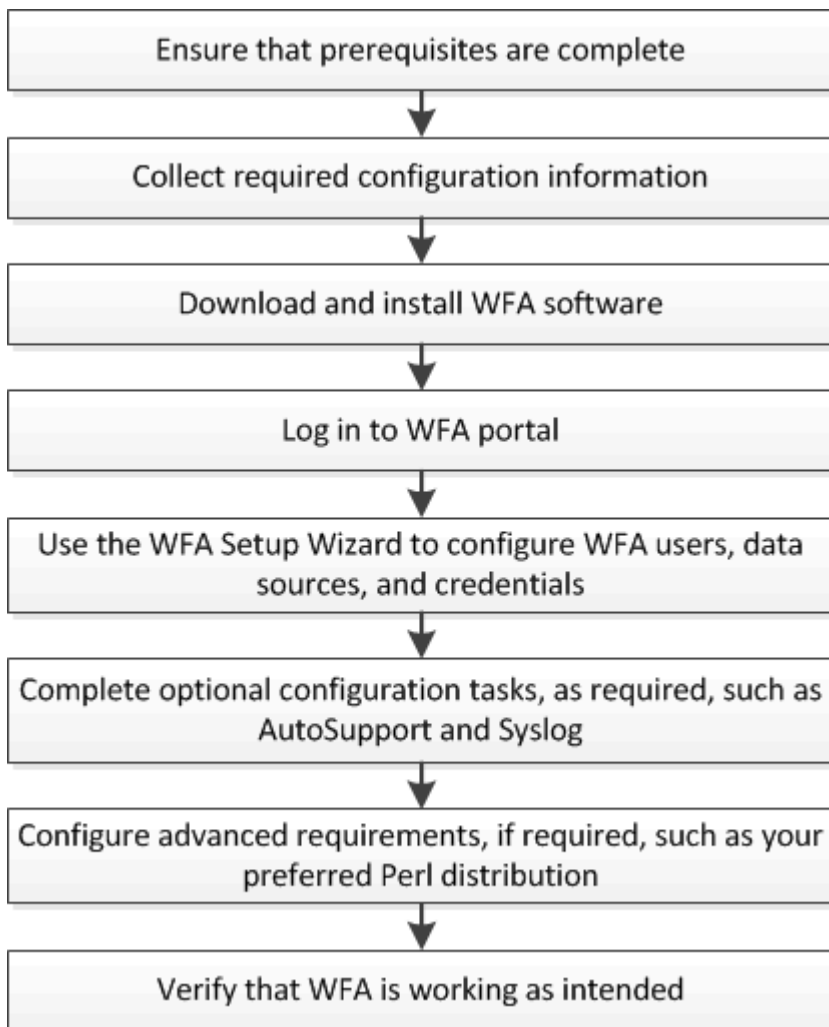 Ensure that prerequisites are complete
Collect required configuration information
Download and install WFA software
Log in to WFA portal
Use the WFA Setup Wizard to configure WFA users, data
sources, and credentials
Complete optional configuration tasks, as required, such as
AutoSupport and Syslog
Configure advanced requirements, if required, such as your
preferred Perl distribution
Verify that WFA is working as intended